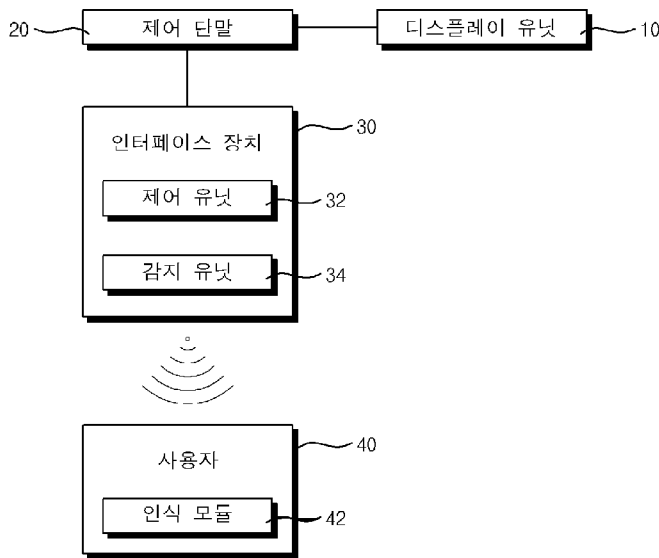 20 제어 단말 디스플레이 유닛 10
인터페이스 장치 30
제어 유닛 32
감지 유닛 34
사용자 40
인식 모듈 42